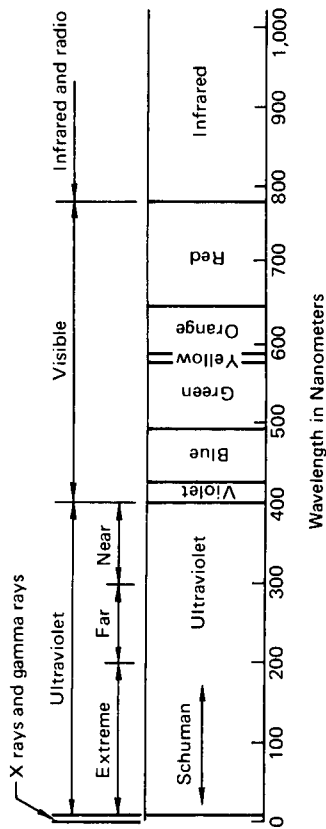 X rays and gamma rays
Ultraviolet
Visible
Infrared and radio
Extreme
Far
Near
Schuman
Ultraviolet
Violet
Blue
Green
Yellow
Orange
Red
Infrared
0 100 200 300 400 500 600 700 800 900 1,000
Wavelength in Nanometers